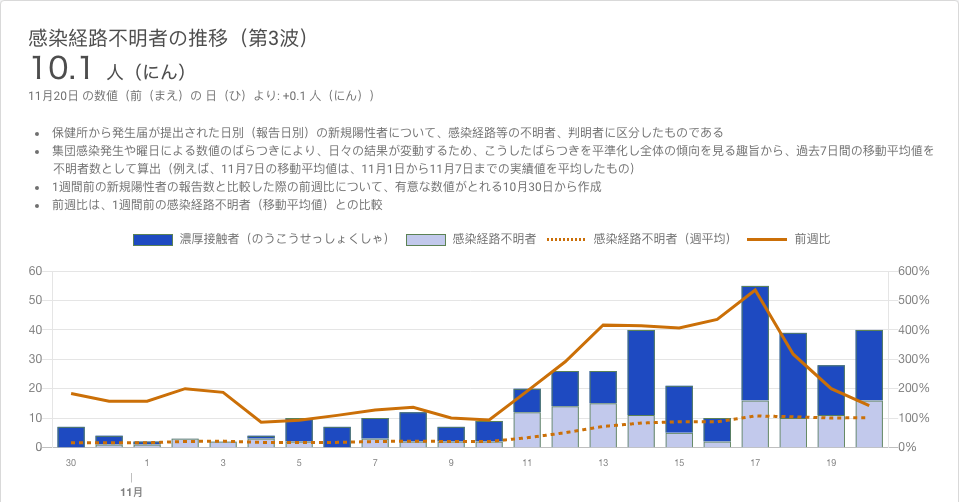 感染経路不明者の推移（第3波）
10.1 人（にん）
11月20日 の数値（前（まえ）の 日（ひ）より: +0.1 人（にん））
• 保健所から発生届が提出された日別（報告日別）の新規陽性者について、感染経路等の不明者、判明者に区分したものである
• 集団感染発生や曜日による数値のばらつきにより、日々の結果が変動するため、こうしたばらつきを平準化し全体の傾向を見る趣旨から、過去7日間の移動平均値を
不明者数として算出（例えば、11月7日の移動平均値は、11月1日から11月7日までの実績値を平均したもの）
• 1週間前の新規陽性者の報告数と比較した際の前週比について、有意な数値がとれる10月30日から作成
• 前週比は、1週間前の感染経路不明者（移動平均値）との比較
濃厚接触者（のうこうせっしょくしゃ） 感染経路不明者 感染経路不明者（週平均） 前週比
60 600%
50 500%
40 400%
30 300%
20 200%
10 100%
0 0%
30 1 3 5 7 9 11 13 15 17 19
11月